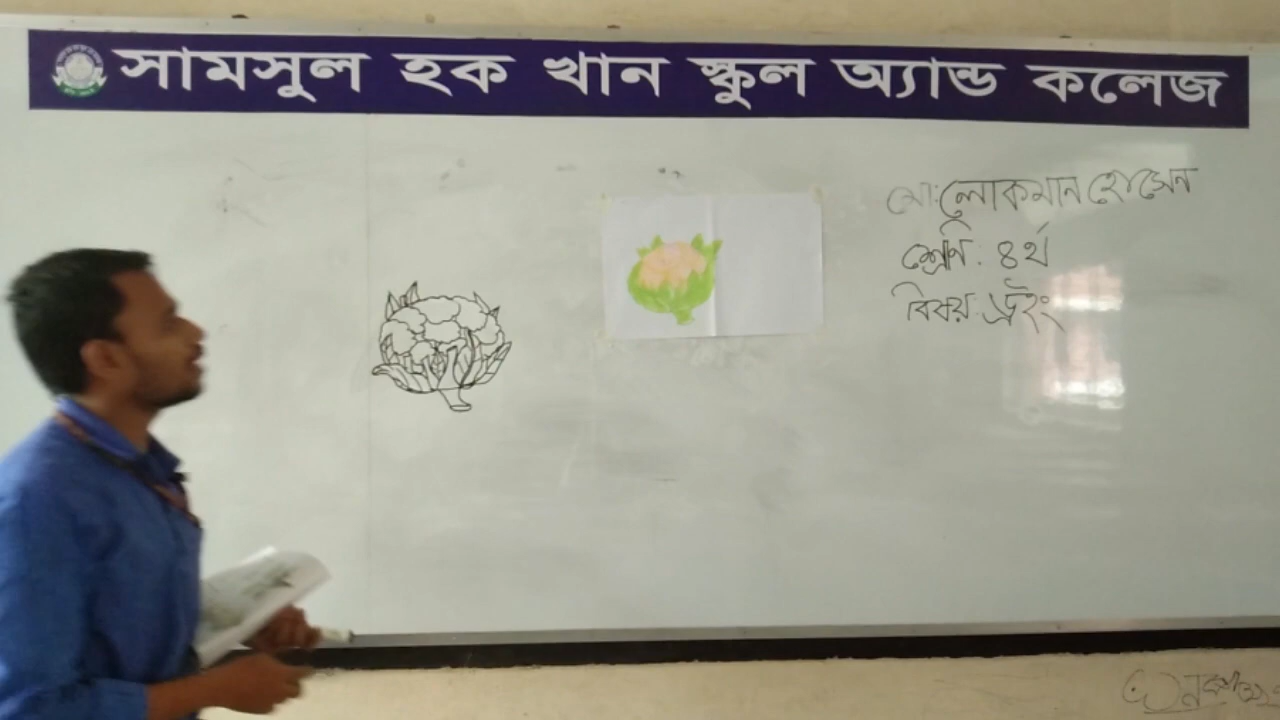 সামসুল হক খান স্কুল অ্যান্ড কলেজ
মো: লোকমান হোসেন
শ্রেণি: ৪র্থ
বিষয়: ড্রইং